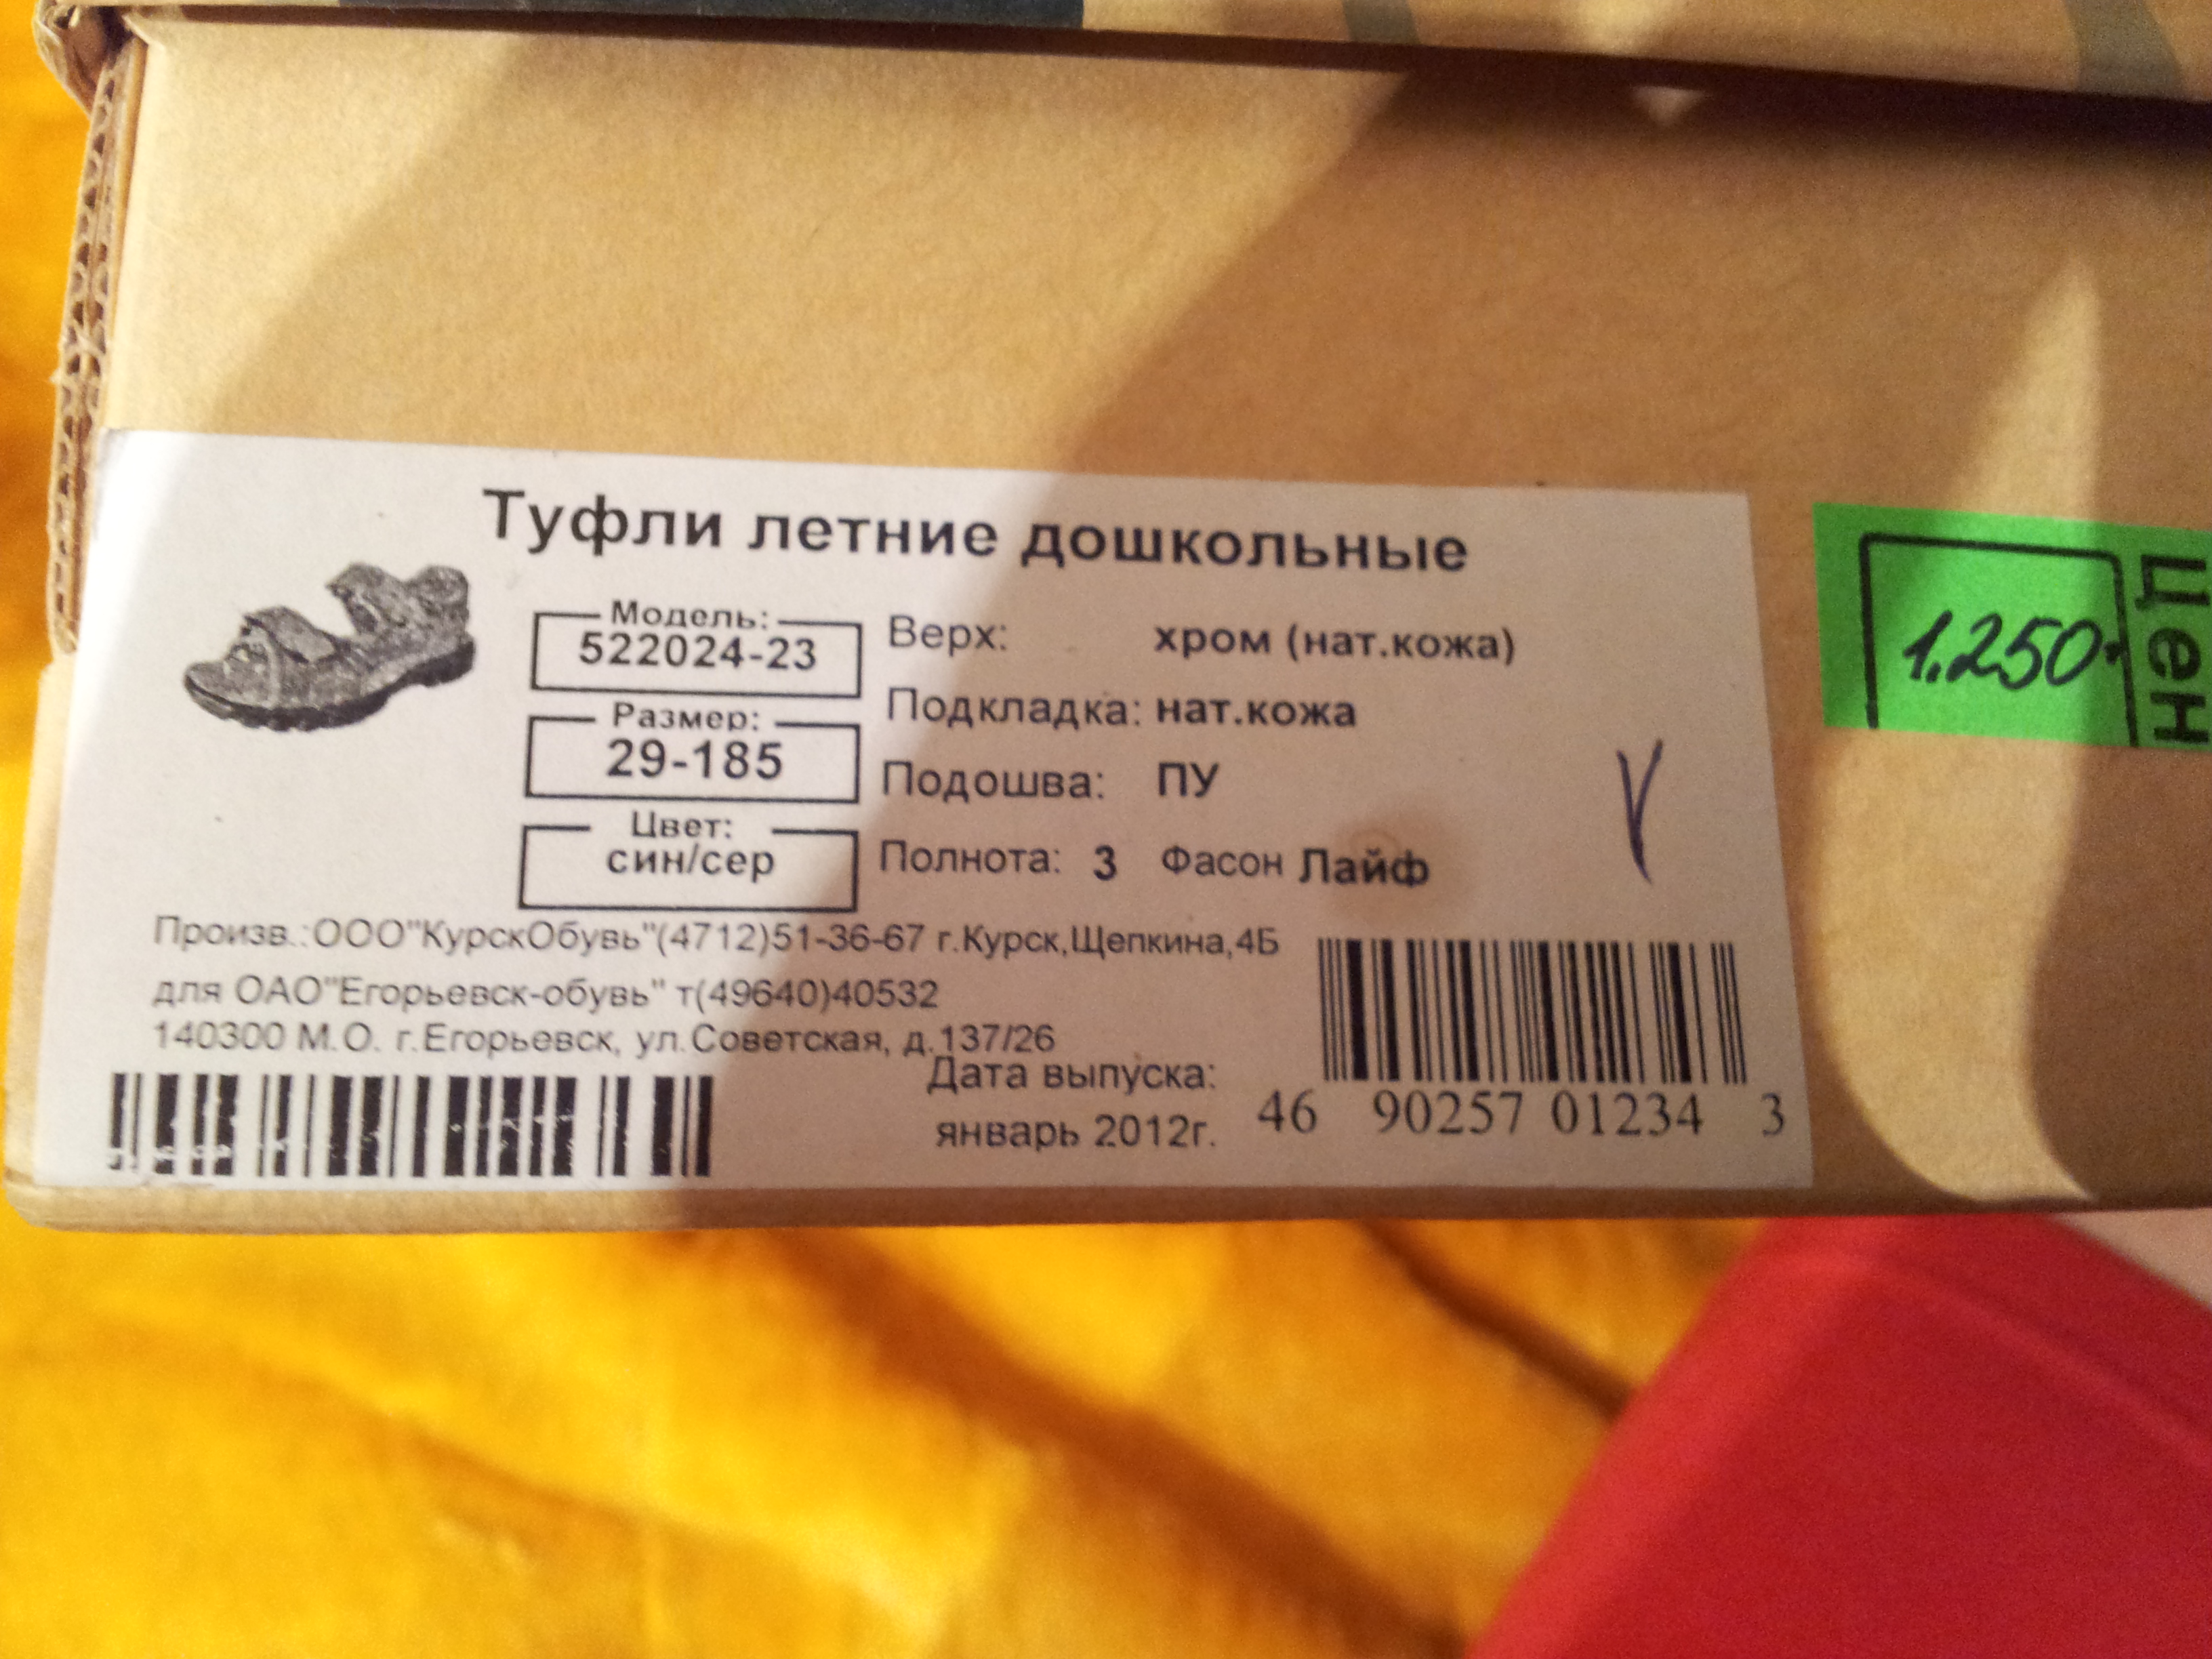 Туфли летние дошкольные
Модель:
522024-23
Размер:
29-185
Цвет:
син/сер
Верх: хром (нат.кожа)
Подкладка: нат.кожа
Подошва: ПУ
Полнота: 3 Фасон Лайф
Произв.:ООО"КурскОбувь"(4712)51-36-67 г.Курск,Щепкина,4Б
для ОАО"Егорьевск-обувь" т(49640)40532
140300 М.О. г.Егорьевск, ул.Советская, д.137/26
Дата выпуска:
январь 2012г.
46 90257 01234 3
V
1.250.
Цен